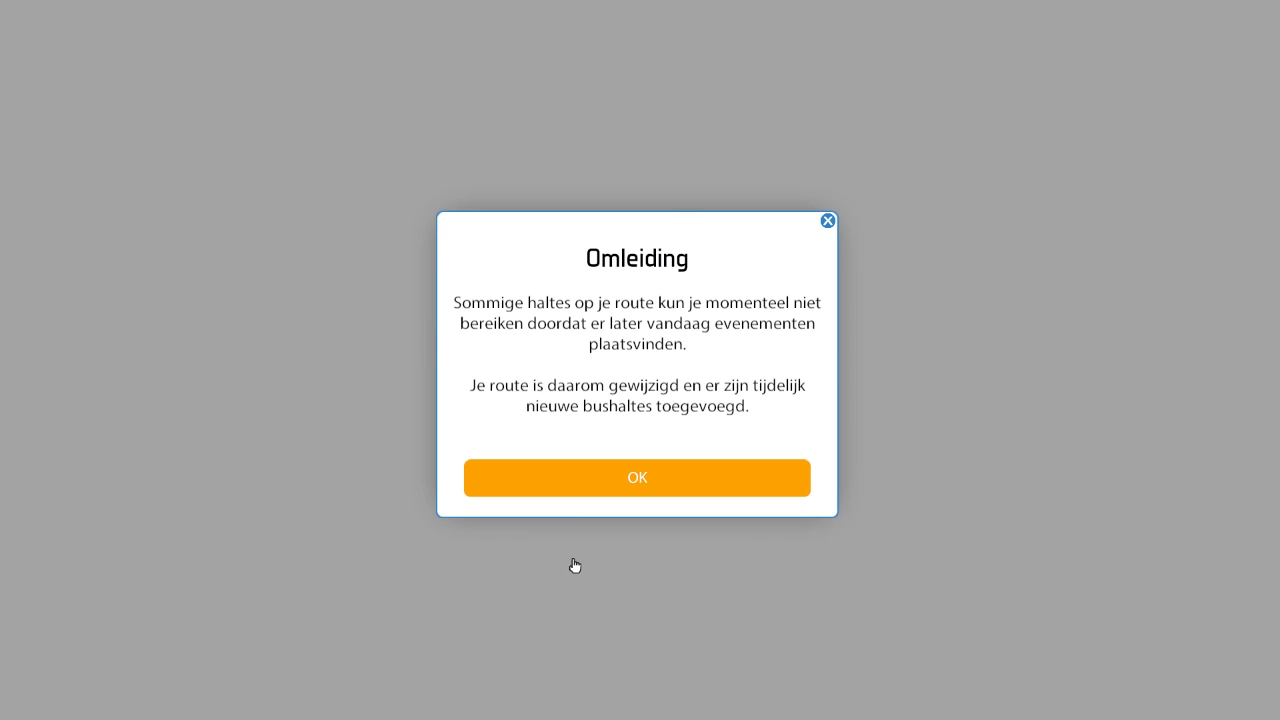 Omleiding
Sommige haltes op je route kun je momenteel niet
bereiken doordat er later vandaag evenementen
plaatsvinden.
Je route is daarom gewijzigd en er zijn tijdelijk
nieuwe bushaltes toegevoegd.
OK